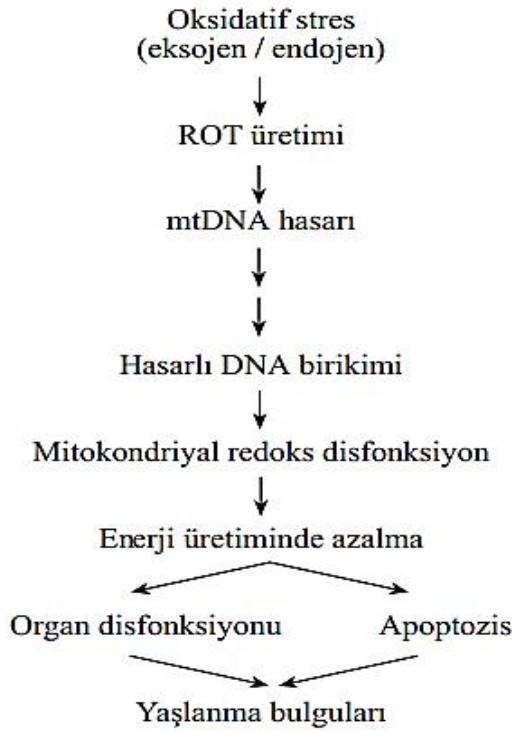 Oksidatif stres
(eksojen / endojen)
ROT üretimi
mtDNA hasarı
Hasarlı DNA birikimi
Mitokondriyal redoks disfonksiyon
Enerji üretiminde azalma
Organ disfonksiyonu Apoptozis
Yaşlanma bulguları